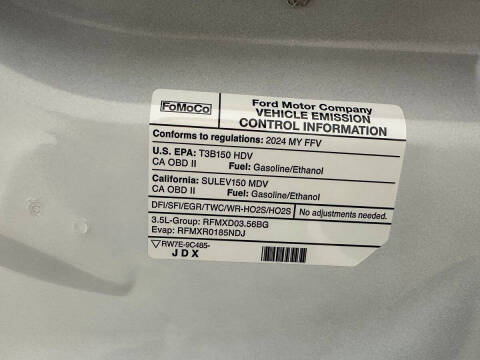 FoMoCo
Ford Motor Company
VEHICLE EMISSION
CONTROL INFORMATION
Conforms to regulations: 2024 MY FFV
U.S. EPA: T3B150 HDV
CA OBD II Fuel: Gasoline/Ethanol
California: SULEV150 MDV
CA OBD II Fuel: Gasoline/Ethanol
DFI/SFI/EGR/TWC/WR-HO2S/HO2S No adjustments needed.
3.5L-Group: RFMXD03.56BG
Evap: RFMXR0185NDJ
RW7E-9C485-
JDX